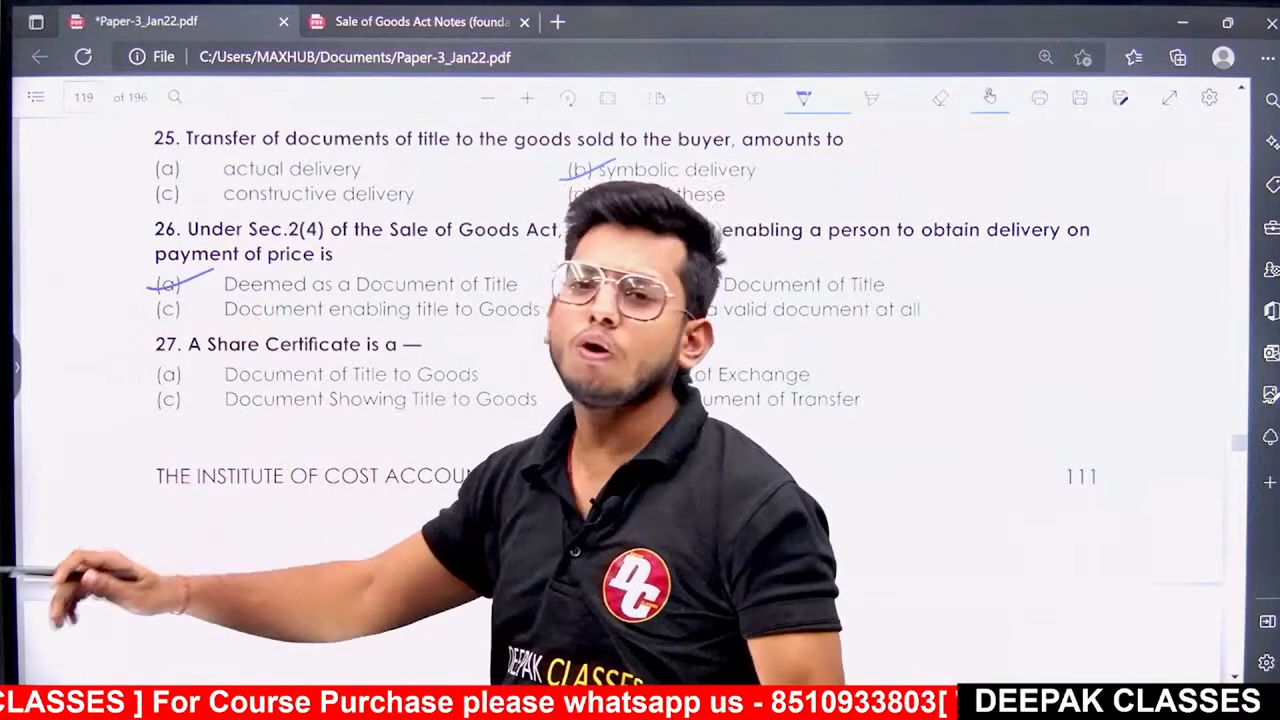 *Paper-3_Jan22.pdf
Sale of Goods Act Notes (founda
File
C:/Users/MAXHUB/Documents/Paper-3_Jan22.pdf
119 of 196
25. Transfer of documents of title to the goods sold to the buyer, amounts to
(a) actual delivery (b) symbolic delivery
(c) constructive delivery these
26. Under Sec.2(4) of the Sale of Goods Act, enabling a person to obtain delivery on
payment of price is
(a) Deemed as a Document of Title Document of Title
(c) Document enabling title to Goods a valid document at all
27. A Share Certificate is a —
(a) Document of Title to Goods of Exchange
(c) Document Showing Title to Goods of Transfer
THE INSTITUTE OF COST 111
DC
DEEPAK CLASSES
CLASSES ] For Course Purchase please whatsapp us - 8510933803[
DEEPAK CLASSES